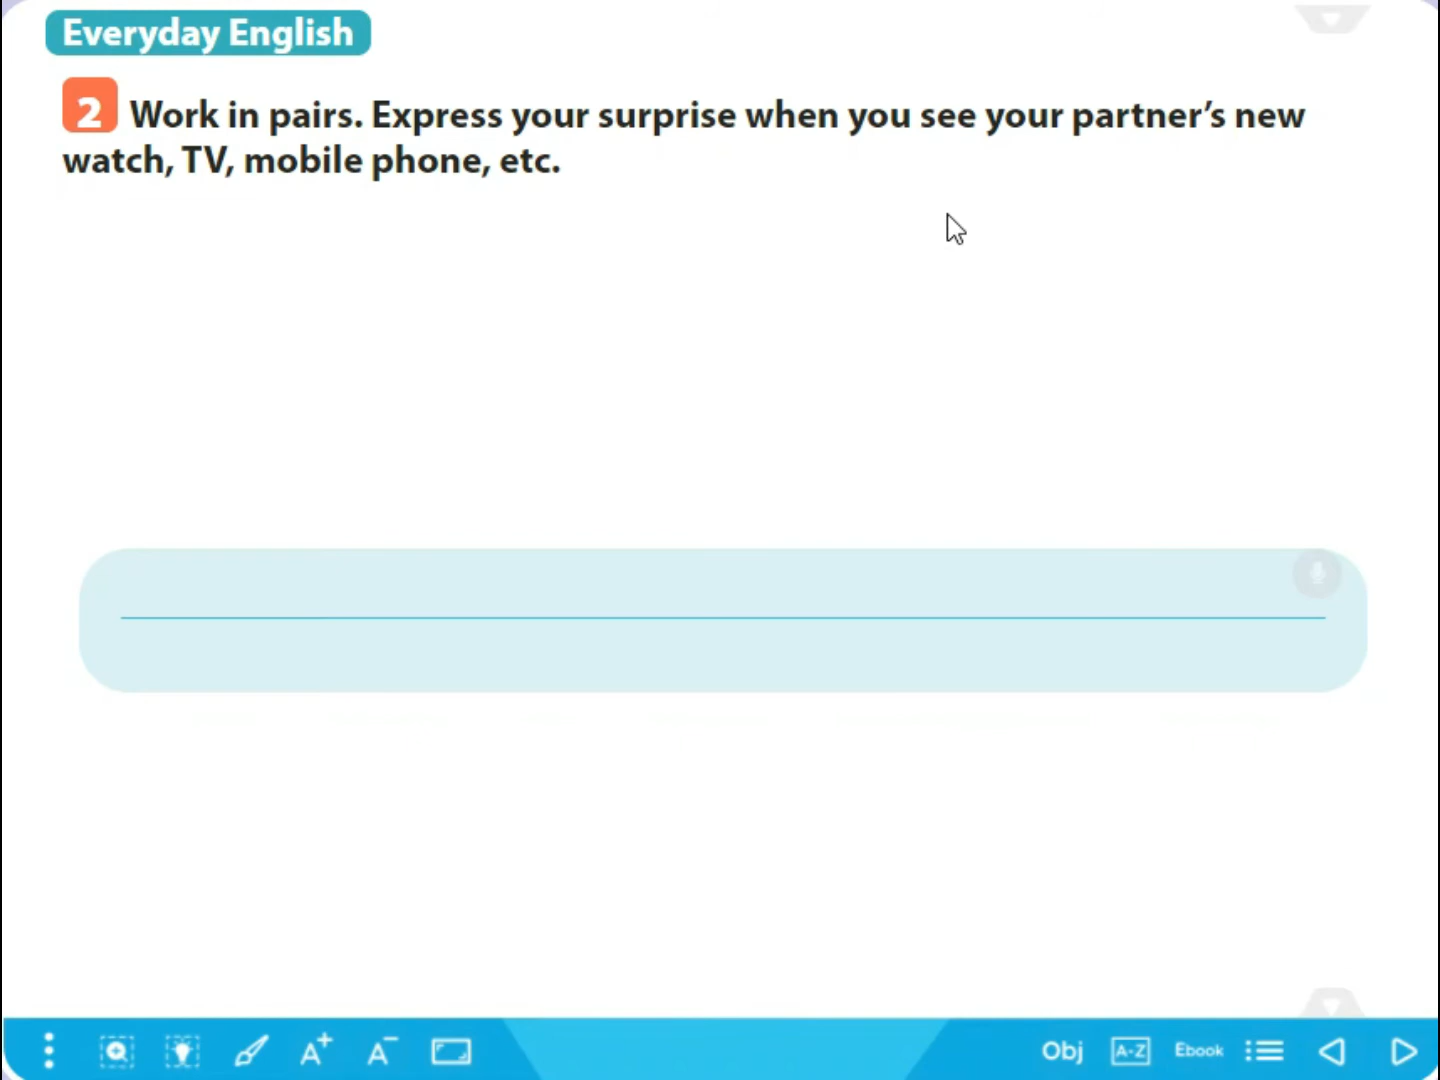 Everyday English
2 Work in pairs. Express your surprise when you see your partner’s new
watch, TV, mobile phone, etc.
A+ A− Obj A-Z Ebook